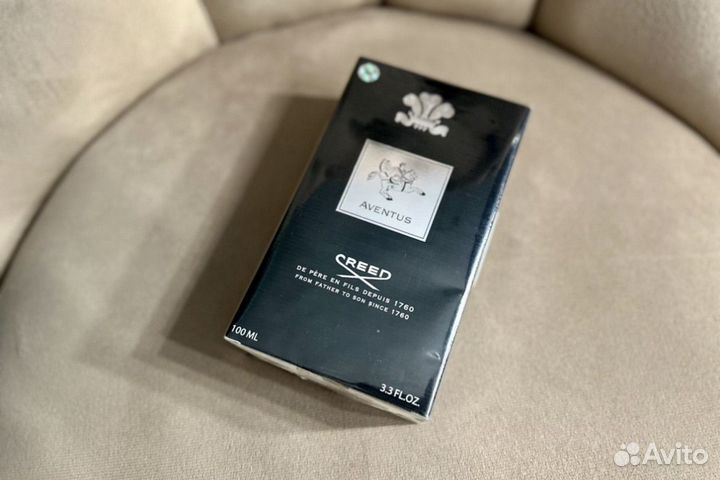 AVENTUS
CREED
DE PÈRE EN FILS DEPUIS 1760
FROM FATHER TO SON SINCE 1760
100 ML
3.3 FL.OZ.
Avito